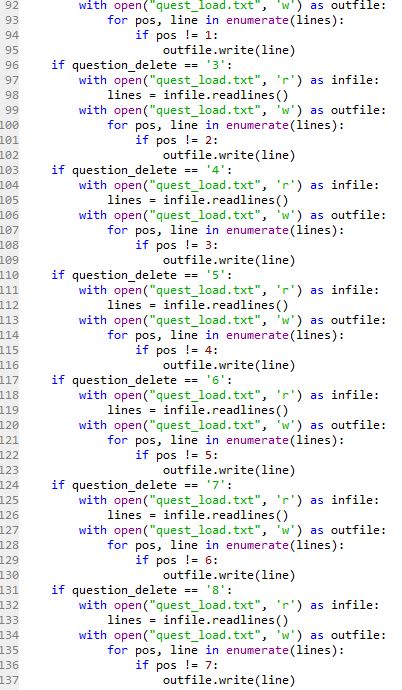 92 with open("quest_load.txt", 'w') as outfile:
93 for pos, line in enumerate(lines):
94 if pos != 1:
95 outfile.write(line)
96 if question_delete == '3':
97 with open("quest_load.txt", 'r') as infile:
98 lines = infile.readlines()
99 with open("quest_load.txt", 'w') as outfile:
100 for pos, line in enumerate(lines):
101 if pos != 2:
102 outfile.write(line)
103 if question_delete == '4':
104 with open("quest_load.txt", 'r') as infile:
105 lines = infile.readlines()
106 with open("quest_load.txt", 'w') as outfile:
107 for pos, line in enumerate(lines):
108 if pos != 3:
109 outfile.write(line)
110 if question_delete == '5':
111 with open("quest_load.txt", 'r') as infile:
112 lines = infile.readlines()
113 with open("quest_load.txt", 'w') as outfile:
114 for pos, line in enumerate(lines):
115 if pos != 4:
116 outfile.write(line)
117 if question_delete == '6':
118 with open("quest_load.txt", 'r') as infile:
119 lines = infile.readlines()
120 with open("quest_load.txt", 'w') as outfile:
121 for pos, line in enumerate(lines):
122 if pos != 5:
123 outfile.write(line)
124 if question_delete == '7':
125 with open("quest_load.txt", 'r') as infile:
126 lines = infile.readlines()
127 with open("quest_load.txt", 'w') as outfile:
128 for pos, line in enumerate(lines):
129 if pos != 6:
130 outfile.write(line)
131 if question_delete == '8':
132 with open("quest_load.txt", 'r') as infile:
133 lines = infile.readlines()
134 with open("quest_load.txt", 'w') as outfile:
135 for pos, line in enumerate(lines):
136 if pos != 7:
137 outfile.write(line)